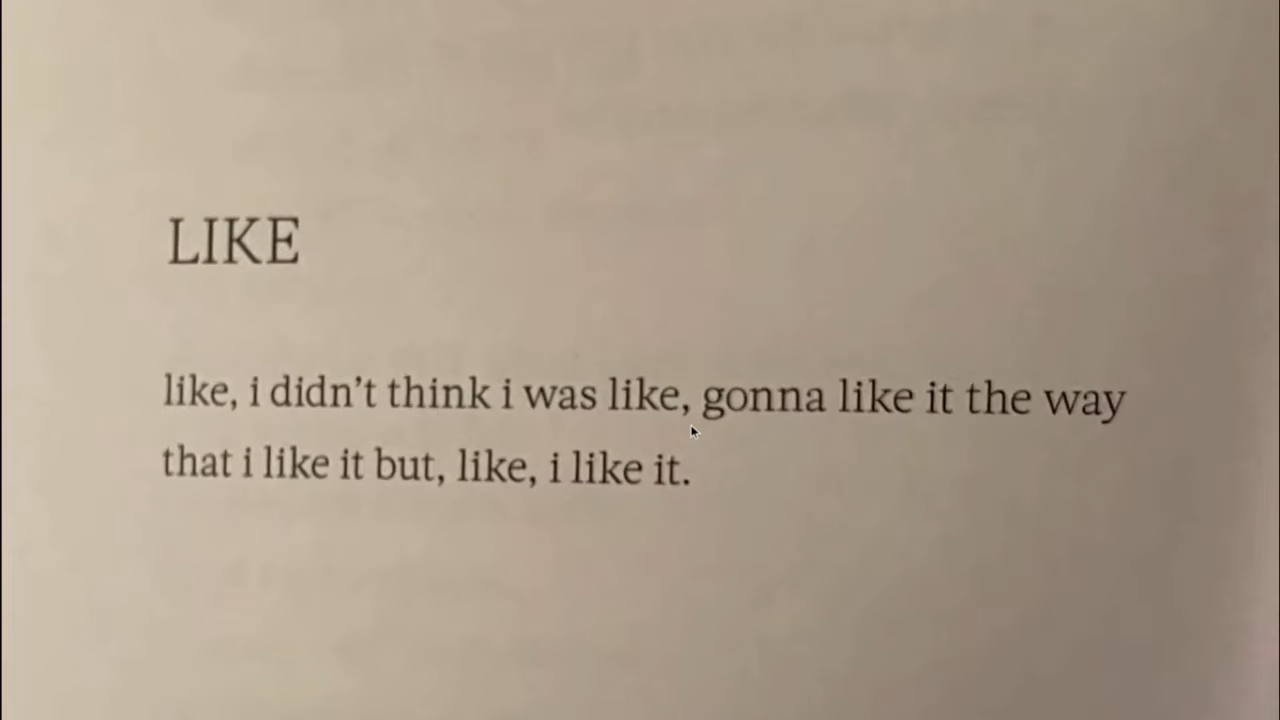 LIKE
like, i didn’t think i was like, gonna like it the way
that i like it but, like, i like it.